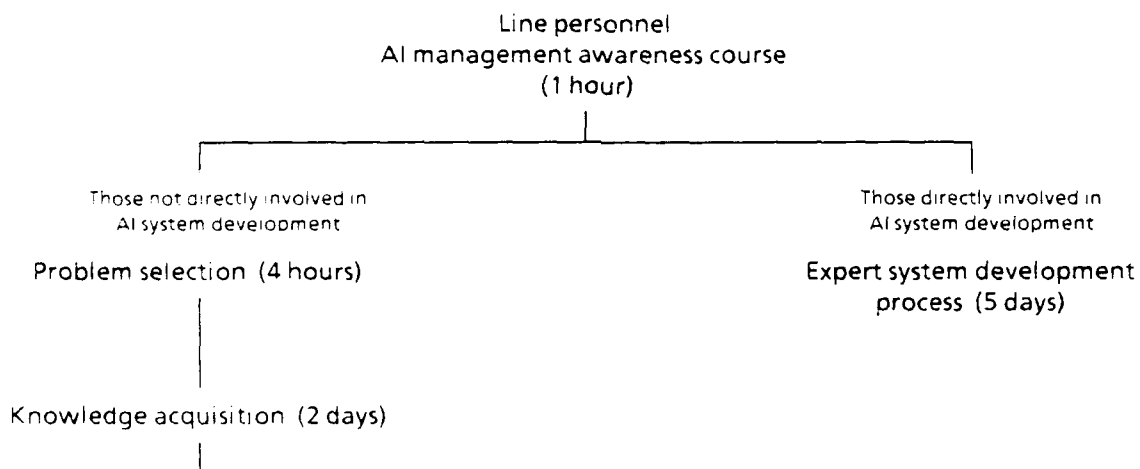 Line personnel
AI management awareness course
(1 hour)
Those not directly involved in
AI system development
Those directly involved in
AI system development
Problem selection (4 hours)
Expert system development
process (5 days)
Knowledge acquisition (2 days)